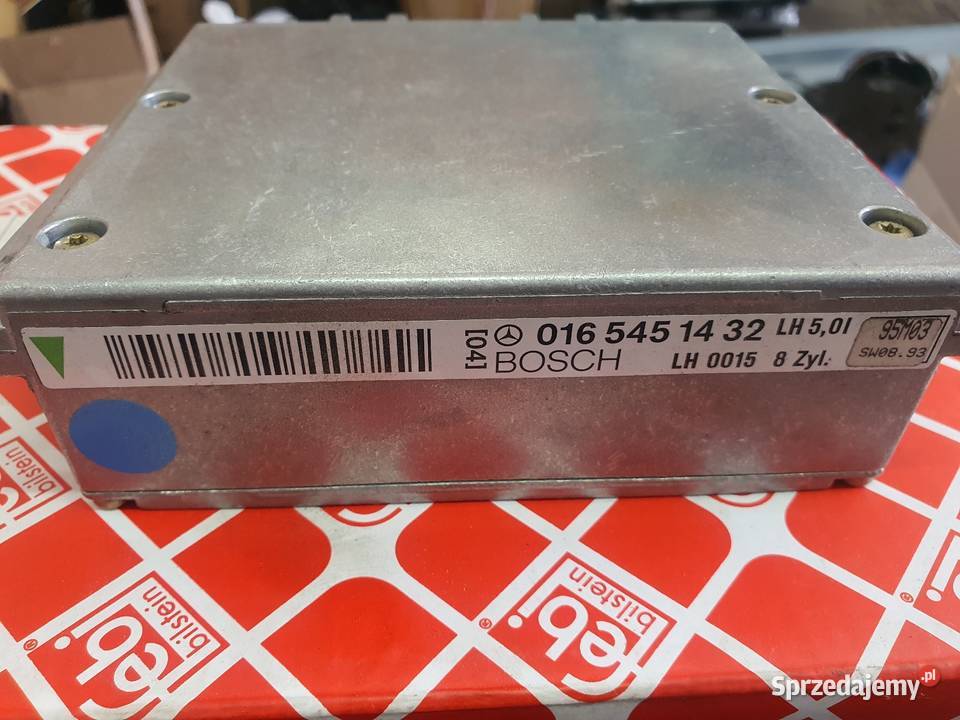 [04] 016 545 14 32 LH 5,0l 95M03
BOSCH LH 0015 8 Zyl. SW08.93
febi bilstein
febi bilstein ®
febi bilstein ®
®
Sprzedajemy.pl